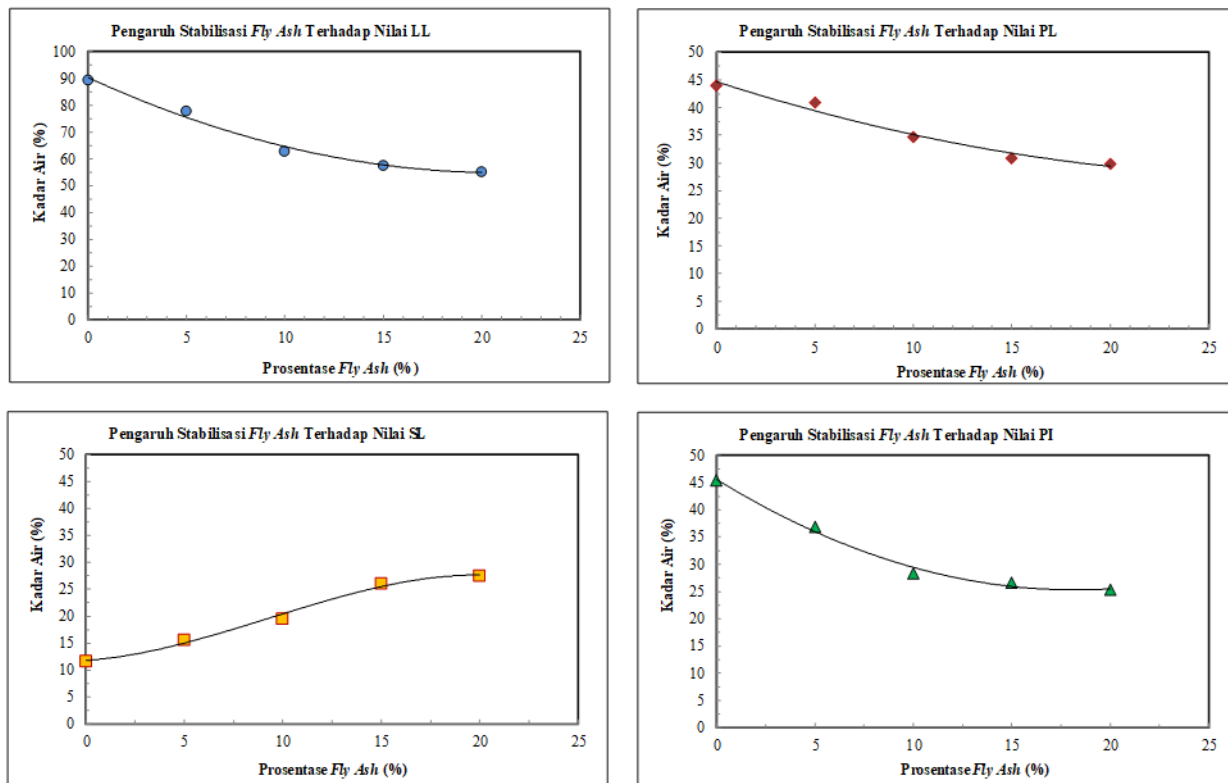 Pengaruh Stabilisasi Fly Ash Terhadap Nilai LL
Kadar Air (%)
100
90
80
70
60
50
40
30
20
10
0
0 5 10 15 20 25
Prosentase Fly Ash (%)
Pengaruh Stabilisasi Fly Ash Terhadap Nilai PL
Kadar Air (%)
50
45
40
35
30
25
20
15
10
5
0
0 5 10 15 20 25
Prosentase Fly Ash (%)
Pengaruh Stabilisasi Fly Ash Terhadap Nilai SL
Kadar Air (%)
50
45
40
35
30
25
20
15
10
5
0
0 5 10 15 20 25
Prosentase Fly Ash (%)
Pengaruh Stabilisasi Fly Ash Terhadap Nilai PI
Kadar Air (%)
50
45
40
35
30
25
20
15
10
5
0
0 5 10 15 20 25
Prosentase Fly Ash (%)